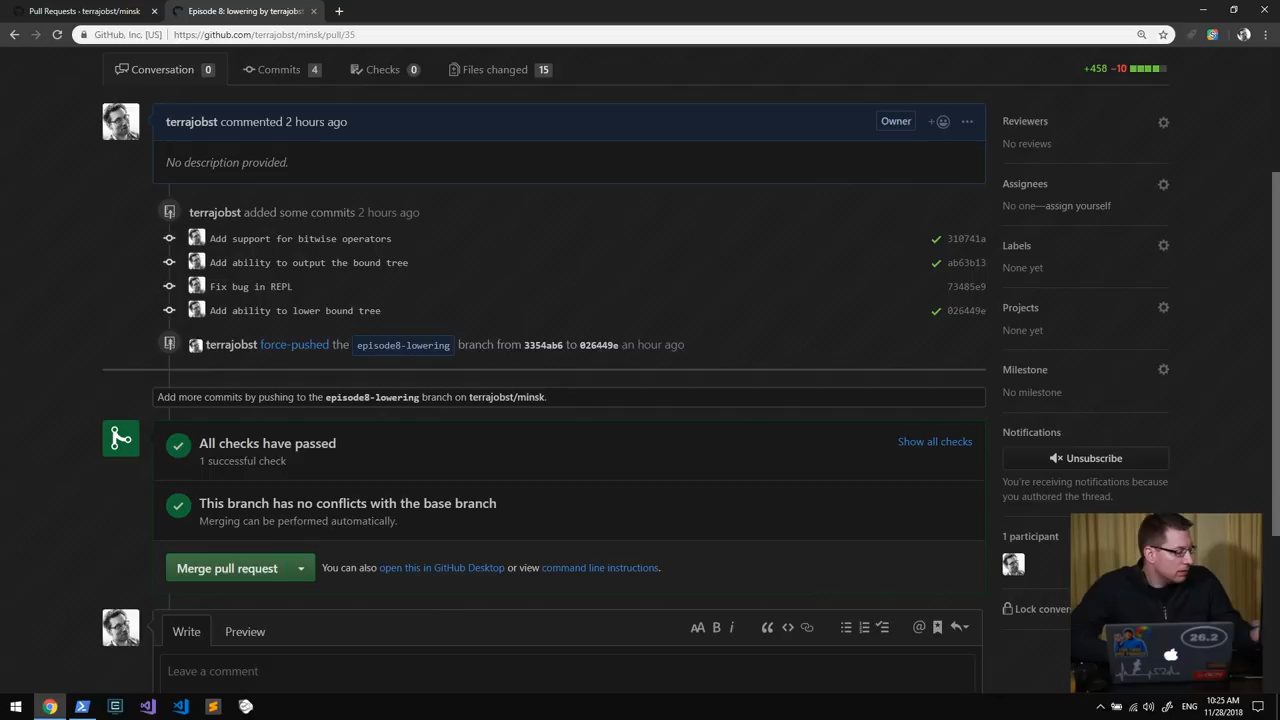 Pull Requests · terrajobst/minsk
Episode 8: lowering by terrajobst
GitHub, Inc. [US] https://github.com/terrajobst/minsk/pull/35
Conversation 0 Commits 4 Checks 0 Files changed 15 +458 −10
terrajobst commented 2 hours ago Owner
No description provided.
terrajobst added some commits 2 hours ago
Add support for bitwise operators 310741a
Add ability to output the bound tree ab63b13
Fix bug in REPL 73485e9
Add ability to lower bound tree 026449e
terrajobst force-pushed the episode8-lowering branch from 3354ab6 to 026449e an hour ago
Add more commits by pushing to the episode8-lowering branch on terrajobst/minsk.
All checks have passed Show all checks
1 successful check
This branch has no conflicts with the base branch
Merging can be performed automatically.
Merge pull request You can also open this in GitHub Desktop or view command line instructions.
Write Preview
AA B i
Leave a comment
Reviewers
No reviews
Assignees
No one—assign yourself
Labels
None yet
Projects
None yet
Milestone
No milestone
Notifications
Unsubscribe
You're receiving notifications because
you authored the thread.
1 participant
Lock conver
26.2
ENG
10:25 AM
11/28/2018